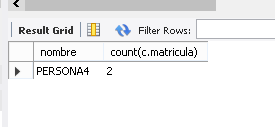 Result Grid Filter Rows:
nombre count(c.matricula)
PERSONA4 2